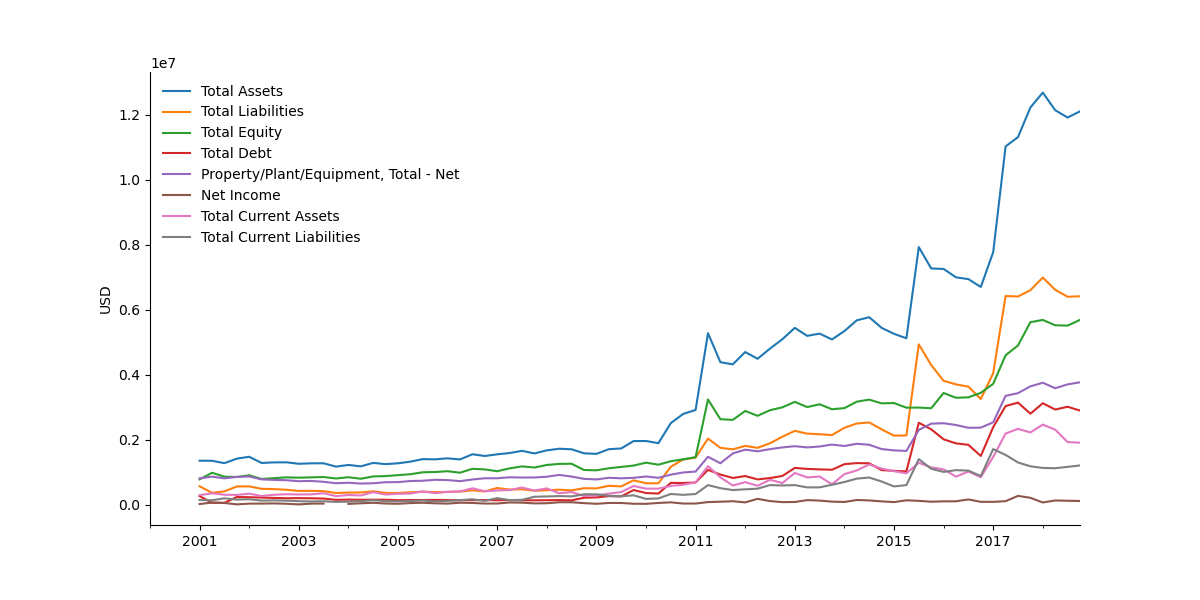 1e7
Total Assets
Total Liabilities
Total Equity
Total Debt
Property/Plant/Equipment, Total - Net
Net Income
Total Current Assets
Total Current Liabilities
1.2
1.0
0.8
0.6
0.4
0.2
0.0
USD
2001 2003 2005 2007 2009 2011 2013 2015 2017